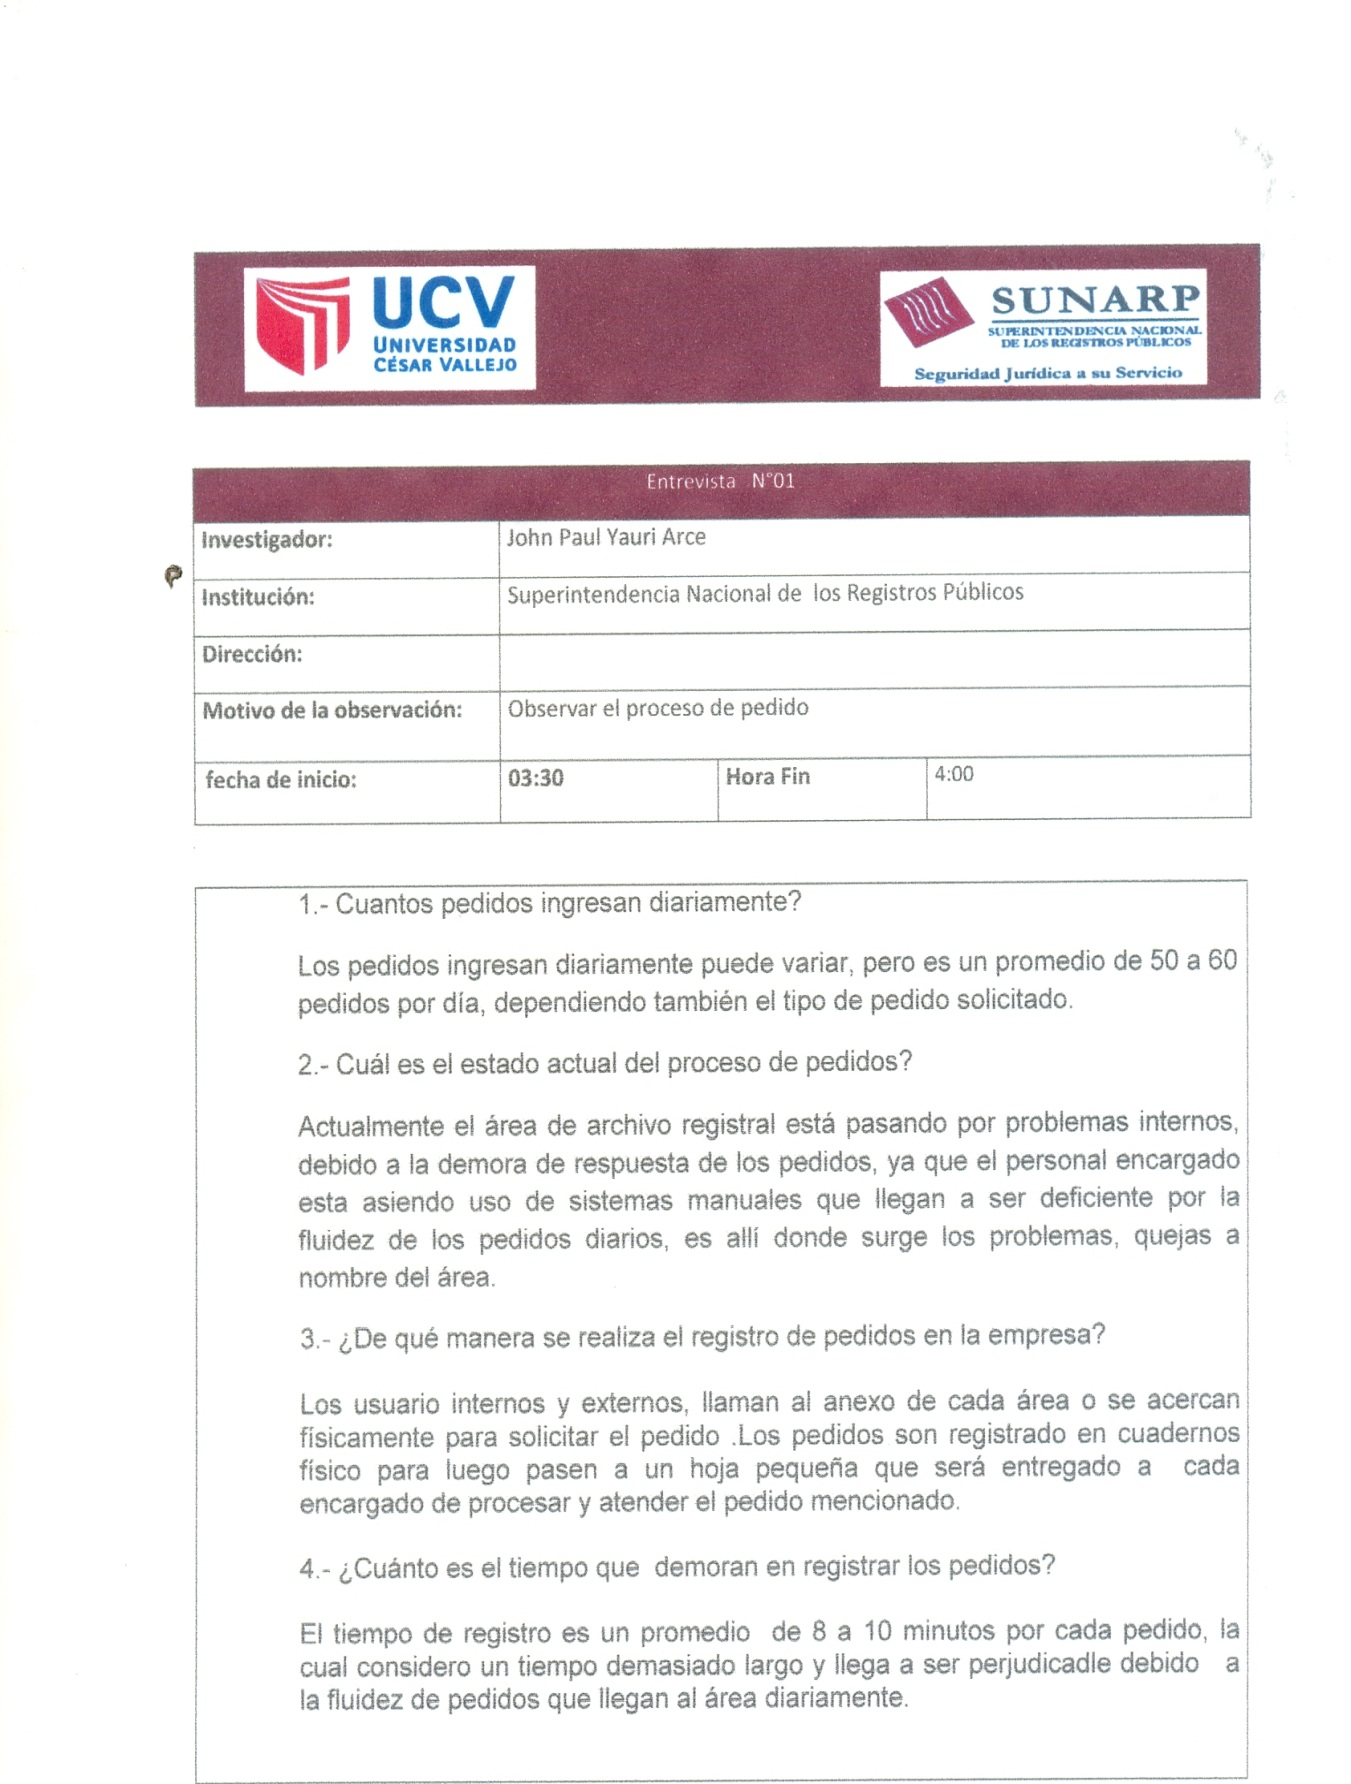 UCV
UNIVERSIDAD
CÉSAR VALLEJO
SUNARP
SUPERINTENDENCIA NACIONAL
DE LOS REGISTROS PÚBLICOS
Seguridad Jurídica a su Servicio
Entrevista N°01
Investigador: John Paul Yauri Arce
Institución: Superintendencia Nacional de los Registros Públicos
Dirección:
Motivo de la observación: Observar el proceso de pedido
fecha de inicio: 03:30 Hora Fin 4:00
1.- Cuantos pedidos ingresan diariamente?
Los pedidos ingresan diariamente puede variar, pero es un promedio de 50 a 60
pedidos por día, dependiendo también el tipo de pedido solicitado.
2.- Cuál es el estado actual del proceso de pedidos?
Actualmente el área de archivo registral está pasando por problemas internos,
debido a la demora de respuesta de los pedidos, ya que el personal encargado
esta asiendo uso de sistemas manuales que llegan a ser deficiente por la
fluidez de los pedidos diarios, es allí donde surge los problemas, quejas a
nombre del área.
3.- ¿De qué manera se realiza el registro de pedidos en la empresa?
Los usuario internos y externos, llaman al anexo de cada área o se acercan
físicamente para solicitar el pedido .Los pedidos son registrado en cuadernos
físico para luego pasen a un hoja pequeña que será entregado a cada
encargado de procesar y atender el pedido mencionado.
4.- ¿Cuánto es el tiempo que demoran en registrar los pedidos?
El tiempo de registro es un promedio de 8 a 10 minutos por cada pedido, la
cual considero un tiempo demasiado largo y llega a ser perjudicadle debido a
la fluidez de pedidos que llegan al área diariamente.